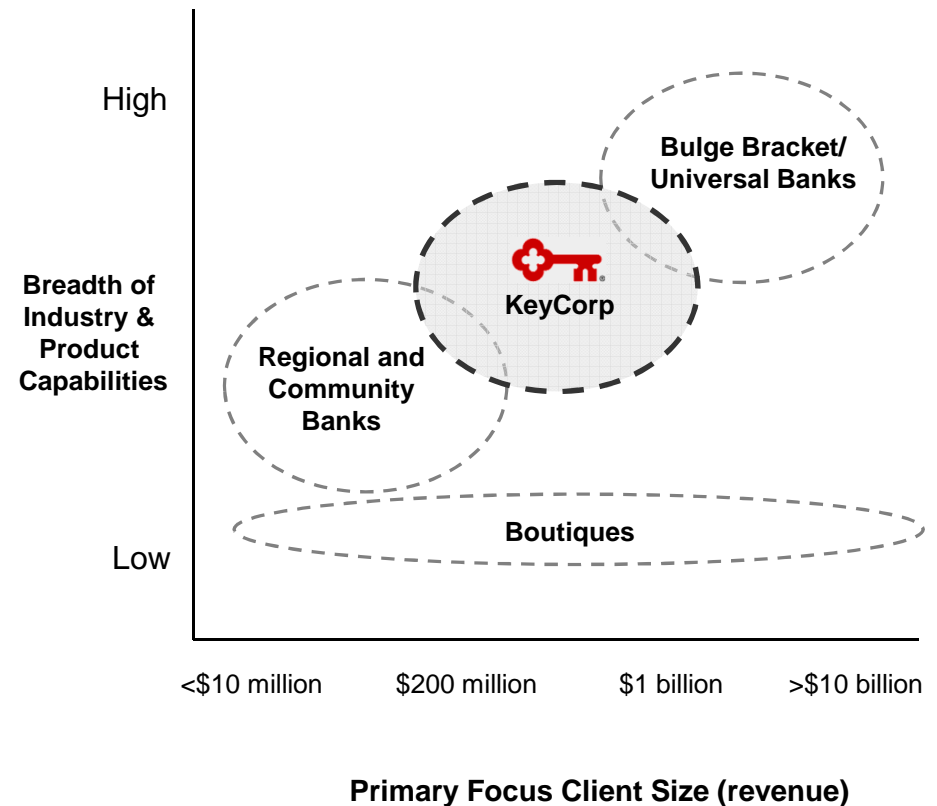 High
Bulge Bracket/
Universal Banks
KeyCorp
Breadth of
Industry &
Product
Capabilities
Regional and
Community
Banks
Boutiques
Low
<$10 million
$200 million
$1 billion
>$10 billion
Primary Focus Client Size (revenue)